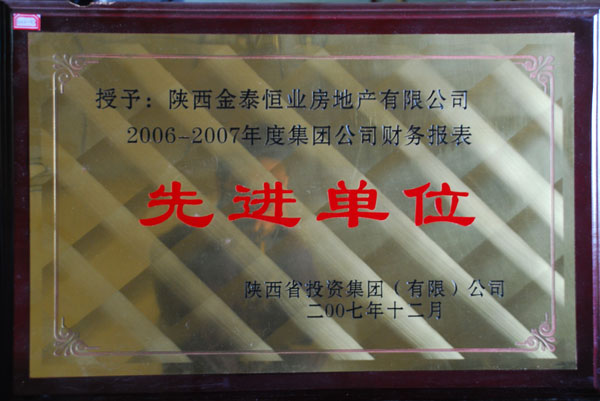 授予：陕西金泰恒业房地产有限公司
2006-2007年度集团公司财务报表
先进单位
陕西省投资集团（有限）公司
二00七年十二月